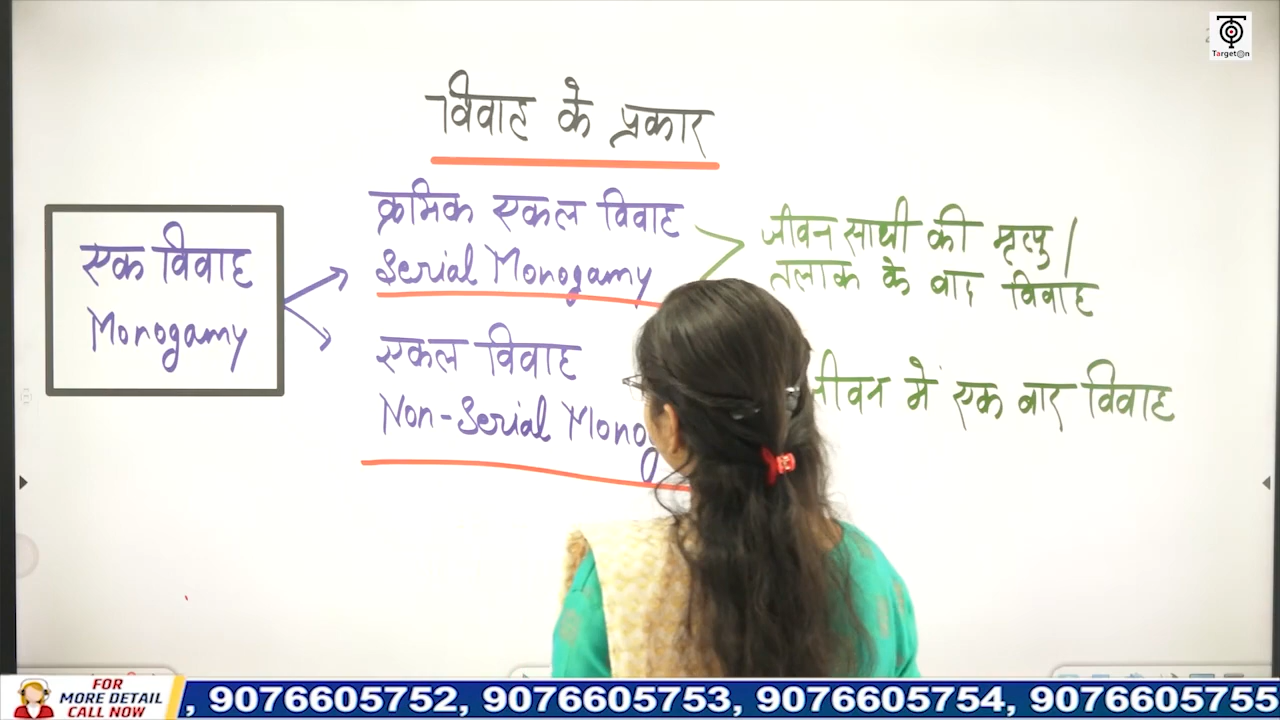 Target@n
विवाह के प्रकार
एक विवाह
Monogamy
क्रमिक एकल विवाह
Serial Monogamy
एकल विवाह
Non-Serial
जीवन साथी की मृत्यु /
तलाक के बाद विवाह
जीवन में एक बार विवाह
FOR
MORE DETAIL
CALL NOW
, 9076605752, 9076605753, 9076605754, 9076605755